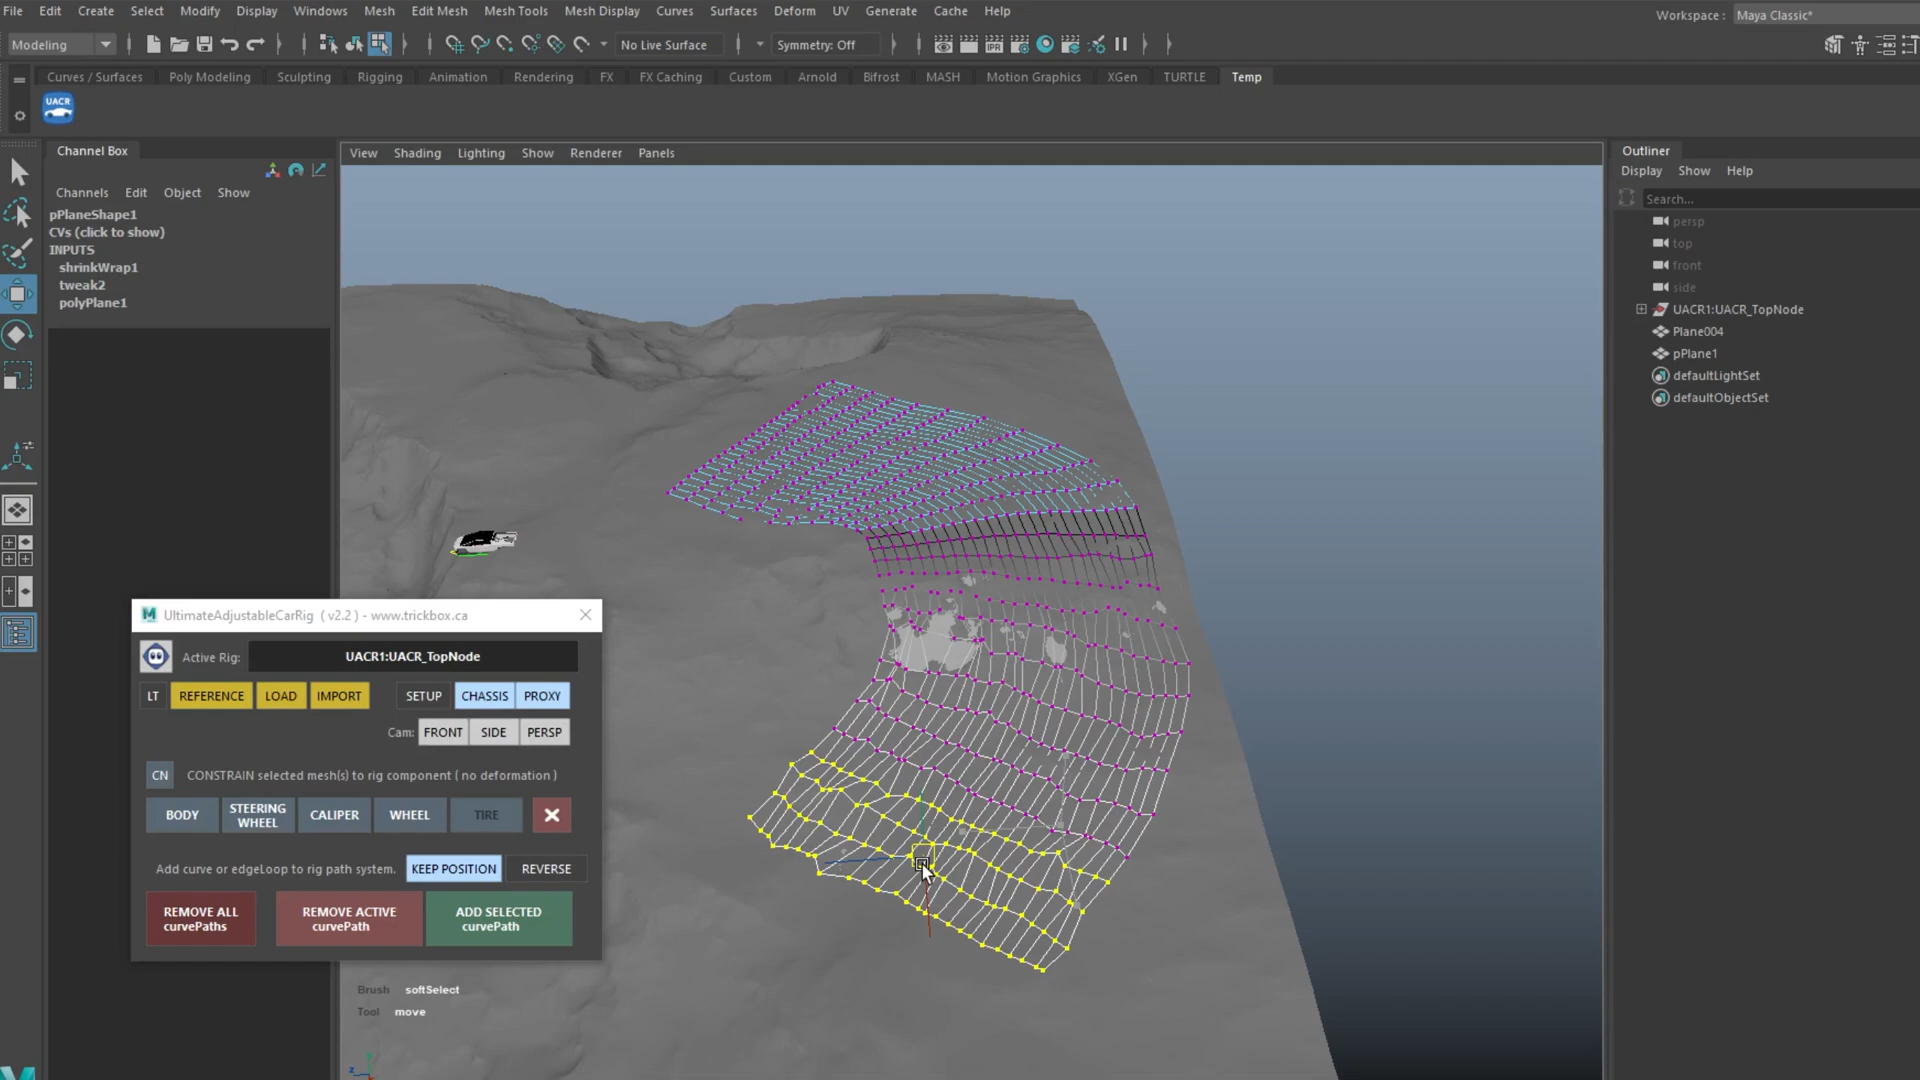 File Edit Create Select Modify Display Windows Mesh Edit Mesh Mesh Tools Mesh Display Curves Surfaces Deform UV Generate Cache Help
Workspace : Maya Classic*
Modeling
No Live Surface
Symmetry: Off
IPR
Curves / Surfaces Poly Modeling Sculpting Rigging Animation Rendering FX FX Caching Custom Arnold Bifrost MASH Motion Graphics XGen TURTLE Temp
UACR
Channel Box
Channels Edit Object Show
pPlaneShape1
CVs (click to show)
INPUTS
shrinkWrap1
tweak2
polyPlane1
View Shading Lighting Show Renderer Panels
Outliner
Display Show Help
Search...
persp
top
front
side
UACR1:UACR_TopNode
Plane004
pPlane1
defaultLightSet
defaultObjectSet
UltimateAdjustableCarRig ( v2.2 ) - www.trickbox.ca
Active Rig: UACR1:UACR_TopNode
LT REFERENCE LOAD IMPORT SETUP CHASSIS PROXY
Cam: FRONT SIDE PERSP
CN CONSTRAIN selected mesh(s) to rig component ( no deformation )
BODY STEERING WHEEL CALIPER WHEEL TIRE
Add curve or edgeLoop to rig path system. KEEP POSITION REVERSE
REMOVE ALL curvePaths
REMOVE ACTIVE curvePath
ADD SELECTED curvePath
Brush softSelect
Tool move
Y
z